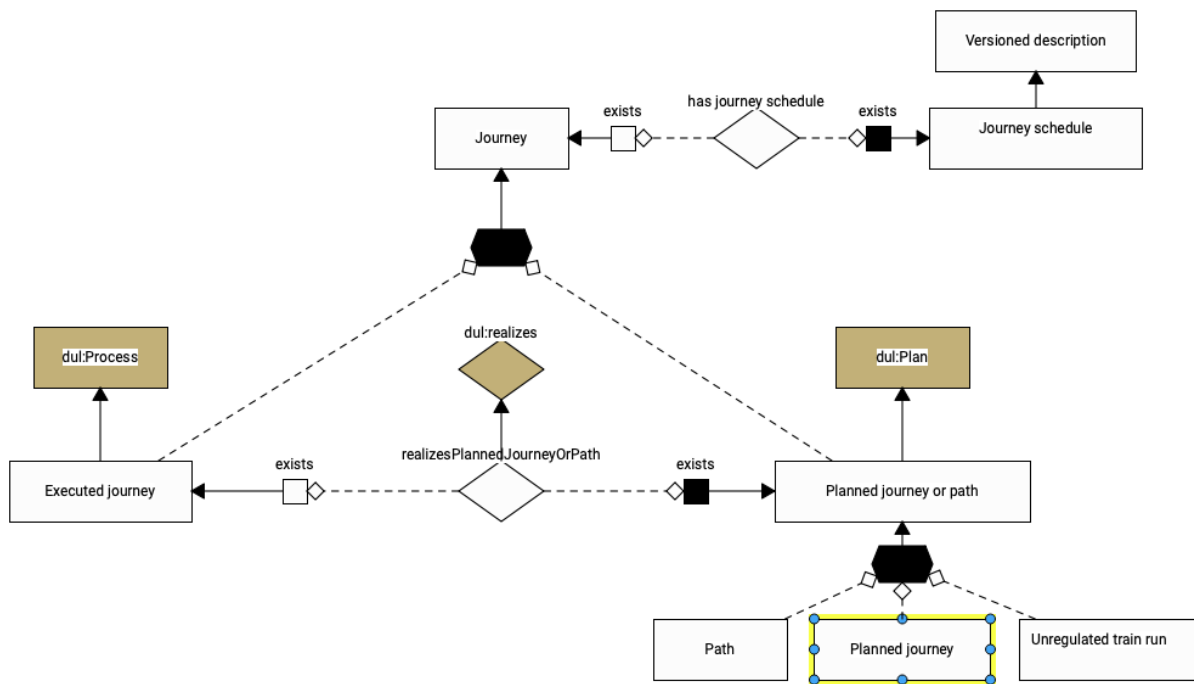 Versioned description
has journey schedule
exists
exists
Journey
Journey schedule
dul:realizes
dul:Process
dul:Plan
realizesPlannedJourneyOrPath
exists
exists
Executed journey
Planned journey or path
Path
Planned journey
Unregulated train run